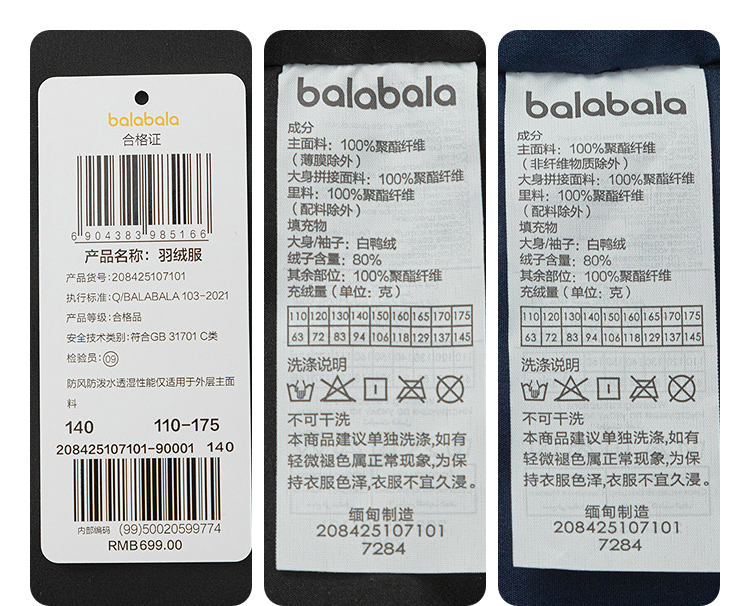 balabala
合格证
6 904383 985166
产品名称：羽绒服
产品货号：208425107101
执行标准：Q/BALABALA 103-2021
产品等级：合格品
安全技术类别：符合GB 31701 C类
检验员：09
防风防泼水透湿性能仅适用于外层主面
料
140 110-175
208425107101-90001 140
内部编码 (99)50020599774
RMB699.00
balabala
成分
主面料：100%聚酯纤维
（薄膜除外）
大身拼接面料：100%聚酯纤维
里料：100%聚酯纤维
（配料除外）
填充物
大身/袖子：白鸭绒
绒子含量：80%
其余部位：100%聚酯纤维
充绒量（单位：克）
110 120 130 140 150 160 165 170 175
63 72 83 94 106 118 129 137 145
洗涤说明
不可干洗
本商品建议单独洗涤,如有
轻微褪色属正常现象,为保
持衣服色泽,衣服不宜久浸。
缅甸制造
208425107101
7284
balabala
成分
主面料：100%聚酯纤维
（非纤维物质除外）
大身拼接面料：100%聚酯纤维
里料：100%聚酯纤维
（配料除外）
填充物
大身/袖子：白鸭绒
绒子含量：80%
其余部位：100%聚酯纤维
充绒量（单位：克）
110 120 130 140 150 160 165 170 175
63 72 83 94 106 118 129 137 145
洗涤说明
不可干洗
本商品建议单独洗涤,如有
轻微褪色属正常现象,为保
持衣服色泽,衣服不宜久浸。
缅甸制造
208425107101
7284